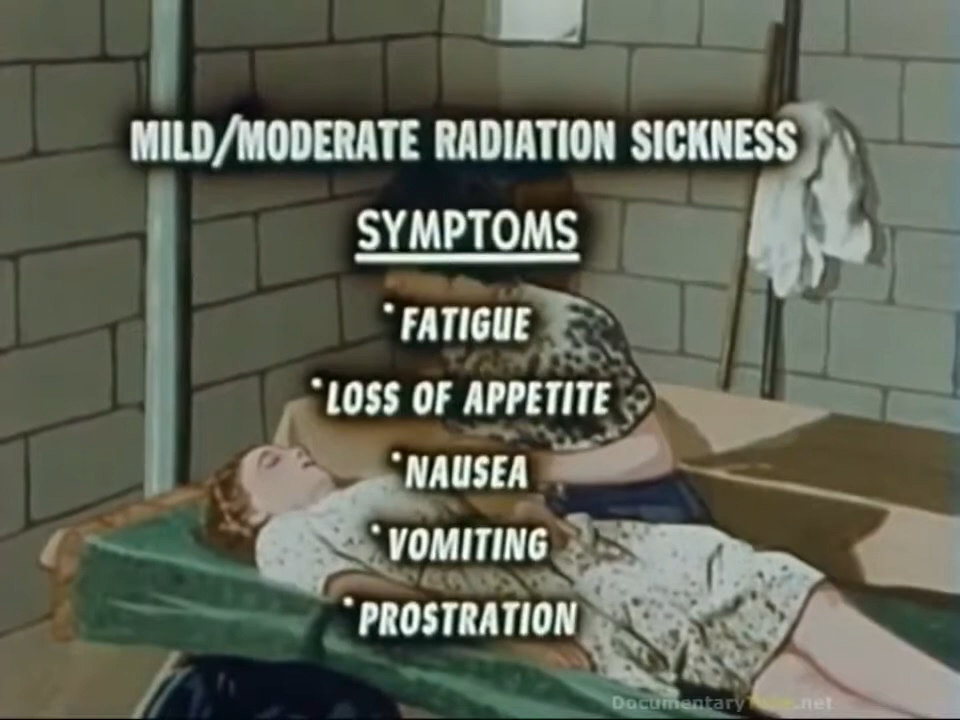 MILD/MODERATE RADIATION SICKNESS
SYMPTOMS
•FATIGUE
•LOSS OF APPETITE
•NAUSEA
•VOMITING
•PROSTRATION